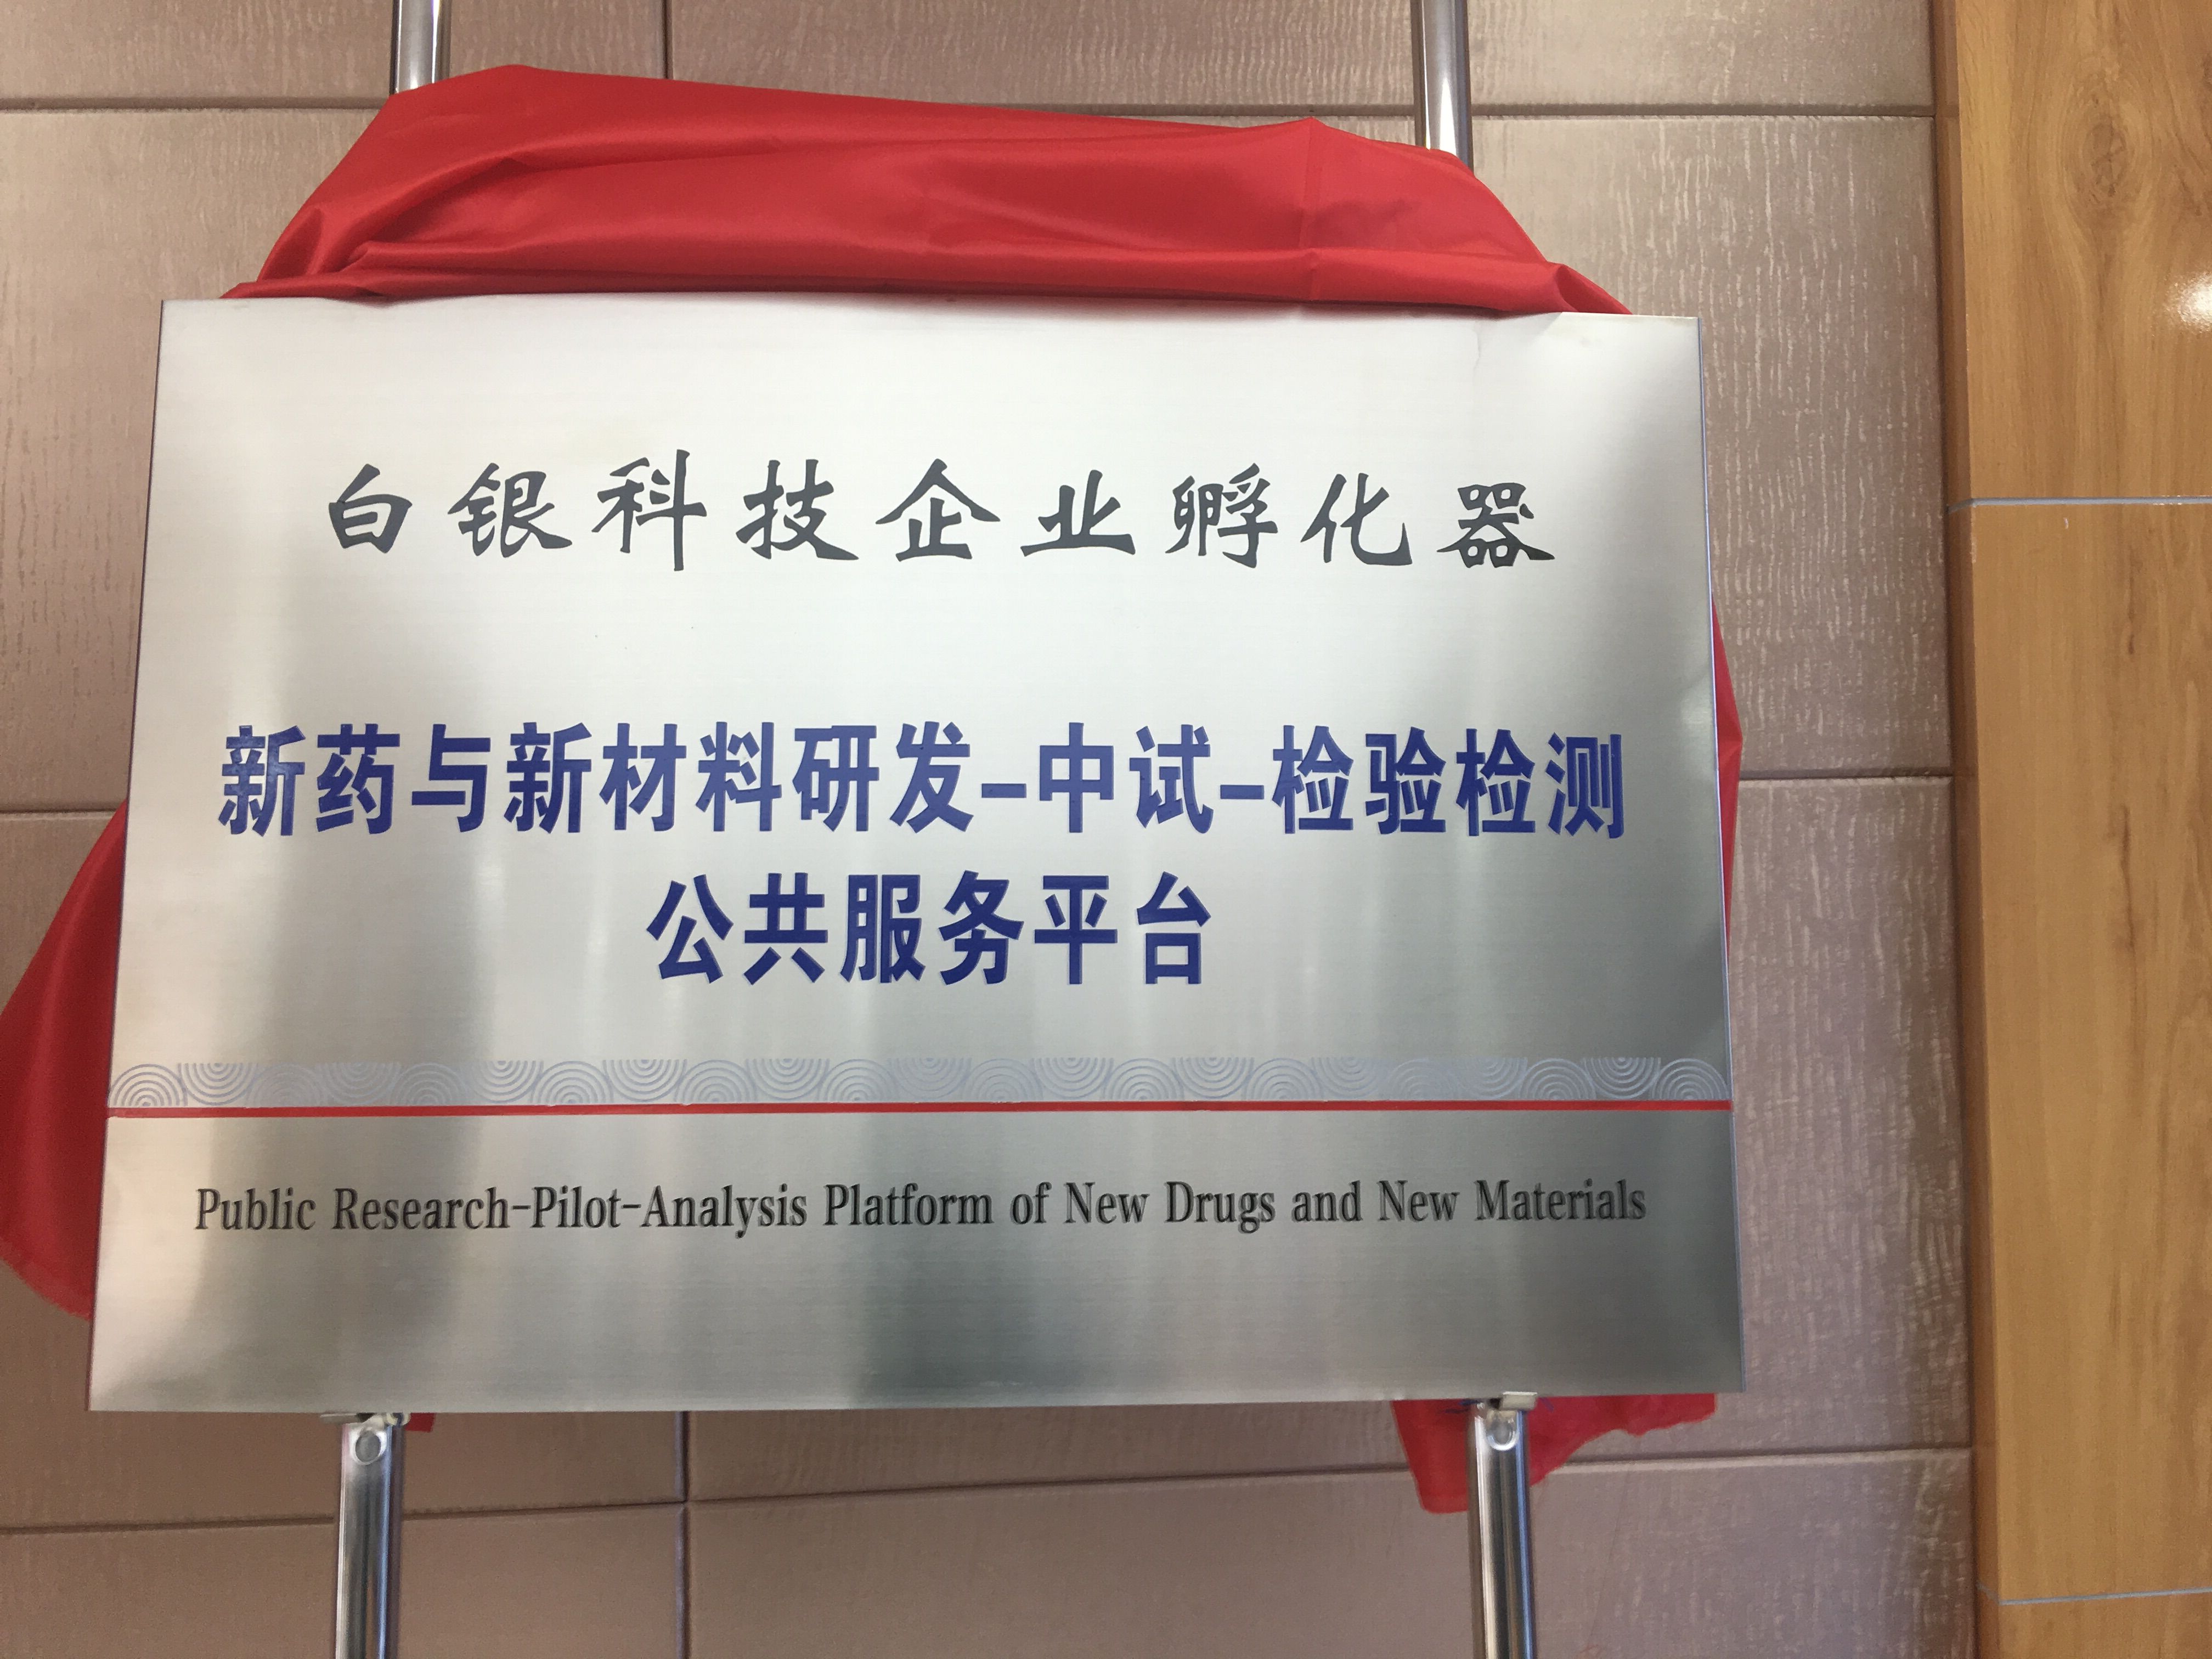 白银科技企业孵化器
新药与新材料研发-中试-检验检测
公共服务平台
Public Research-Pilot-Analysis Platform of New Drugs and New Materials